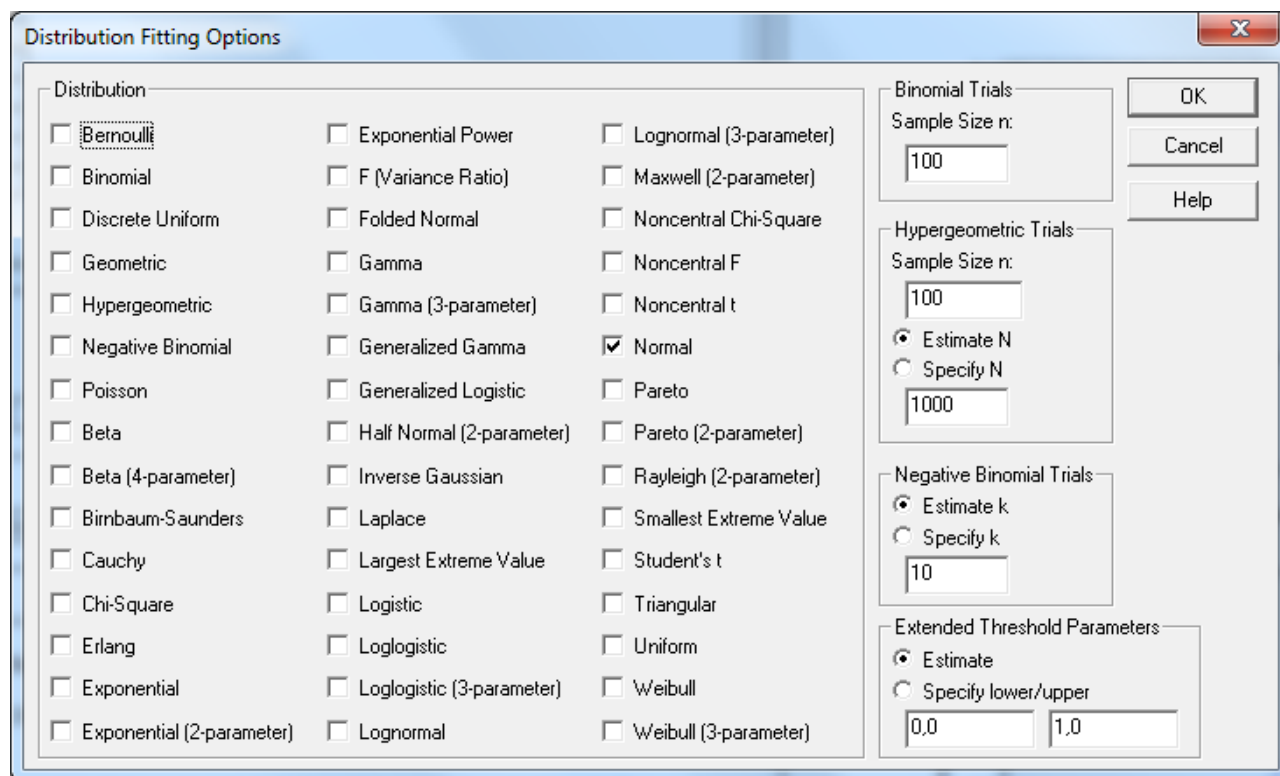 Distribution Fitting Options
Distribution
Bernoulli
Binomial
Discrete Uniform
Geometric
Hypergeometric
Negative Binomial
Poisson
Beta
Beta (4-parameter)
Birnbaum-Saunders
Cauchy
Chi-Square
Erlang
Exponential
Exponential (2-parameter)
Exponential Power
F (Variance Ratio)
Folded Normal
Gamma
Gamma (3-parameter)
Generalized Gamma
Generalized Logistic
Half Normal (2-parameter)
Inverse Gaussian
Laplace
Largest Extreme Value
Logistic
Loglogistic
Loglogistic (3-parameter)
Lognormal
Lognormal (3-parameter)
Maxwell (2-parameter)
Noncentral Chi-Square
Noncentral F
Noncentral t
Normal
Pareto
Pareto (2-parameter)
Rayleigh (2-parameter)
Smallest Extreme Value
Student's t
Triangular
Uniform
Weibull
Weibull (3-parameter)
Binomial Trials
Sample Size n:
100
Hypergeometric Trials
Sample Size n:
100
Estimate N
Specify N
1000
Negative Binomial Trials
Estimate k
Specify k
10
Extended Threshold Parameters
Estimate
Specify lower/upper
0,0 1,0
OK
Cancel
Help